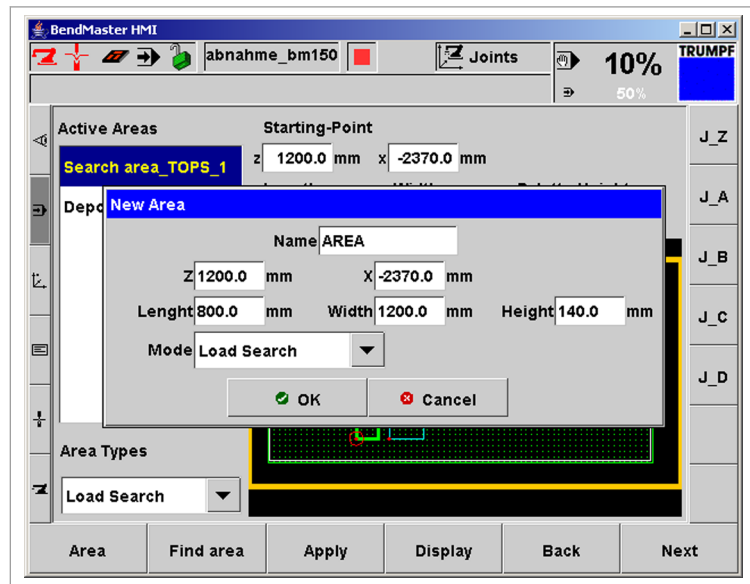 BendMaster HMI
abnahme_bm150 Joints 10% TRUMPF
50%
Active Areas Starting-Point J_Z
Search area_TOPS_1 z 1200.0 mm x -2370.0 mm
J_A
New Area
Name AREA
J_B
Z 1200.0 mm X -2370.0 mm
Lenght 800.0 mm Width 1200.0 mm Height 140.0 mm J_C
Mode Load Search
J_D
OK Cancel
Area Types
Load Search
Area Find area Apply Display Back Next